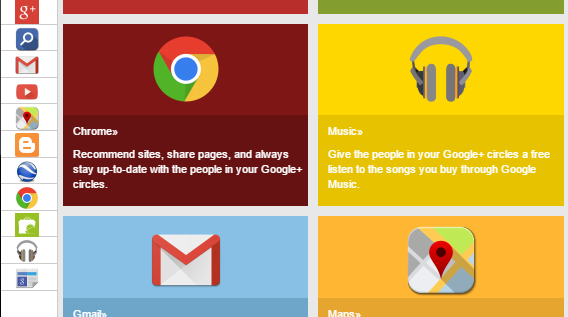 g+
Chrome»
Recommend sites, share pages, and always
stay up-to-date with the people in your Google+
circles.
Music»
Give the people in your Google+ circles a free
listen to the songs you buy through Google
Music.
8
Gmail»
Maps»